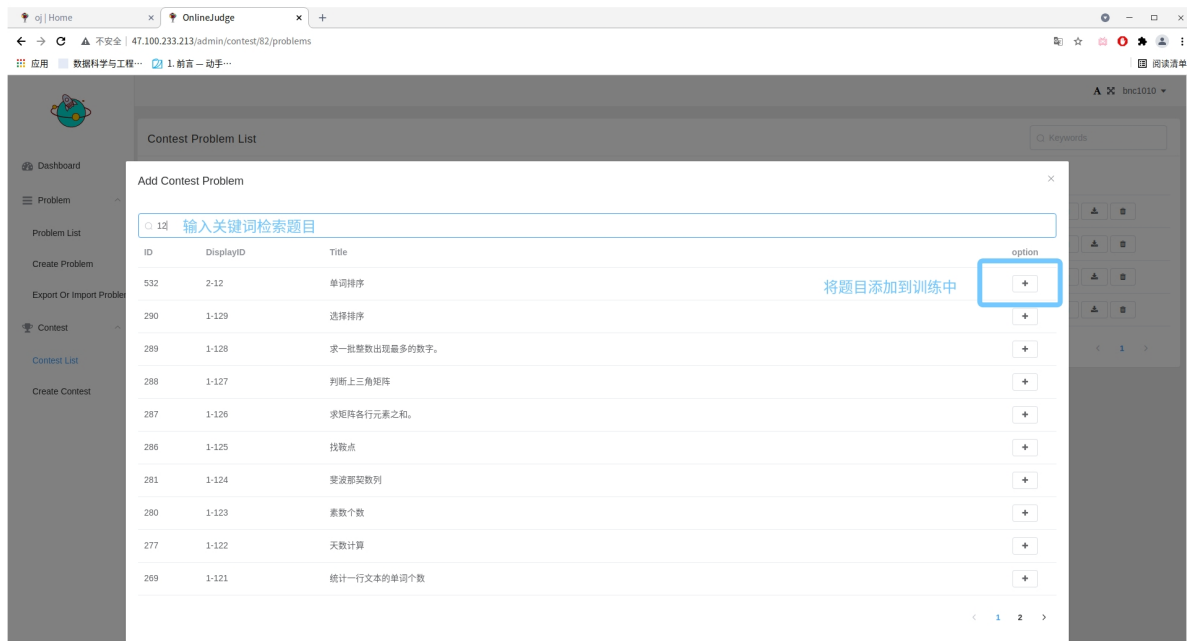 oj | Home
OnlineJudge
不安全 | 47.100.233.213/admin/contest/82/problems
应用 数据科学与工程… 1. 前言 — 动手… 阅读清单
A bnc1010
Contest Problem List
Keywords
Dashboard
Problem
Problem List
Create Problem
Export Or Import Problem
Contest
Contest List
Create Contest
Add Contest Problem
12 输入关键词检索题目
ID DisplayID Title option
532 2-12 单词排序 将题目添加到训练中 +
290 1-129 选择排序 +
289 1-128 求一批整数出现最多的数字。 +
288 1-127 判断上三角矩阵 +
287 1-126 求矩阵各行元素之和。 +
286 1-125 找鞍点 +
281 1-124 斐波那契数列 +
280 1-123 素数个数 +
277 1-122 天数计算 +
269 1-121 统计一行文本的单词个数 +
< 1 >
< 1 2 >